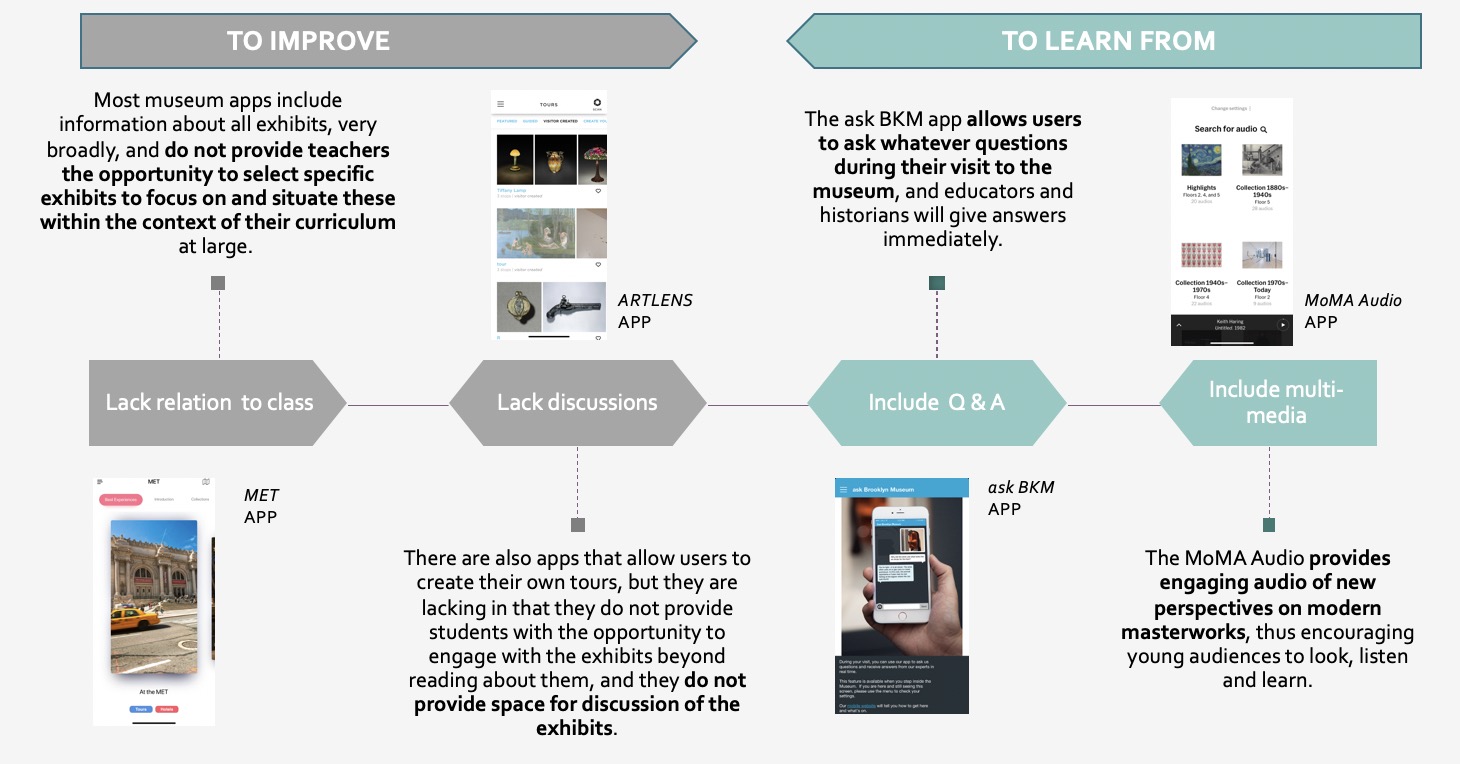 TO IMPROVE
TO LEARN FROM
Most museum apps include
information about all exhibits, very
broadly, and do not provide teachers
the opportunity to select specific
exhibits to focus on and situate these
within the context of their curriculum
at large.
TOURS
FEATURED GUIDED VISITOR CREATED CREATE YOU
Tiffany Lamp
visitor created
tour
visitor created
ARTLENS
APP
The ask BKM app allows users
to ask whatever questions
during their visit to the
museum, and educators and
historians will give answers
immediately.
Change settings
Search for audio
Highlights
Floors 2, 4, and 5
20 audios
Collection 1880s–
1940s
Floor 5
28 audios
Collection 1940s–
1970s
Floor 4
22 audios
Collection 1970s–
Today
Floor 2
Keith Haring
Untitled 1982
MoMA Audio
APP
Lack relation to class
Lack discussions
Include Q & A
Include multi-
media
MET
Best Experiences Introduction Collections
At the MET
Tours Hotels
MET
APP
There are also apps that allow users to
create their own tours, but they are
lacking in that they do not provide
students with the opportunity to
engage with the exhibits beyond
reading about them, and they do not
provide space for discussion of the
exhibits.
ask Brooklyn Museum
During your visit, you can use our app to ask us
questions and receive answers from our experts in
real time.
This feature is available when you step inside the
Museum. If you are here and still seeing this
screen, please use the menu to check your
settings.
Our mobile website will tell you how to get here
and what's on.
ask BKM
APP
The MoMA Audio provides
engaging audio of new
perspectives on modern
masterworks, thus encouraging
young audiences to look, listen
and learn.